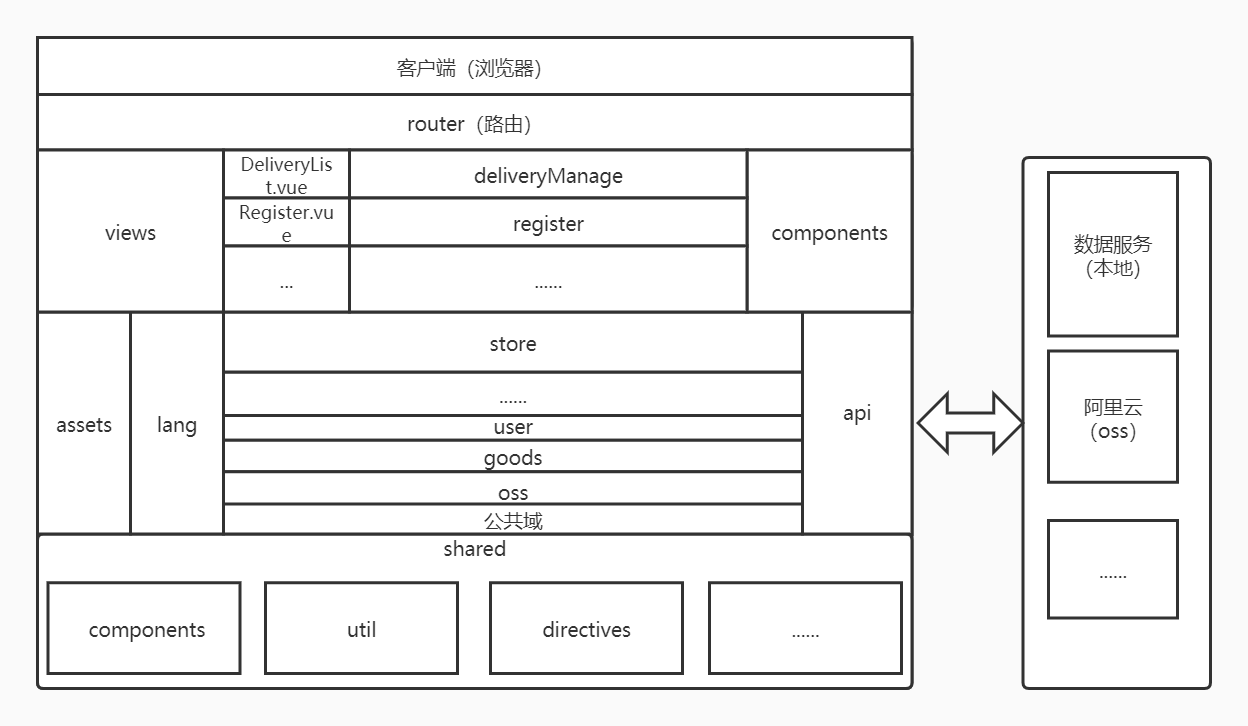 客户端（浏览器）
router（路由）
views
DeliveryLis
t.vue
deliveryManage
Register.vu
e
register
...
......
components
assets
lang
store
......
user
goods
oss
公共域
api
shared
components
util
directives
......
数据服务
（本地）
阿里云
（oss）
......